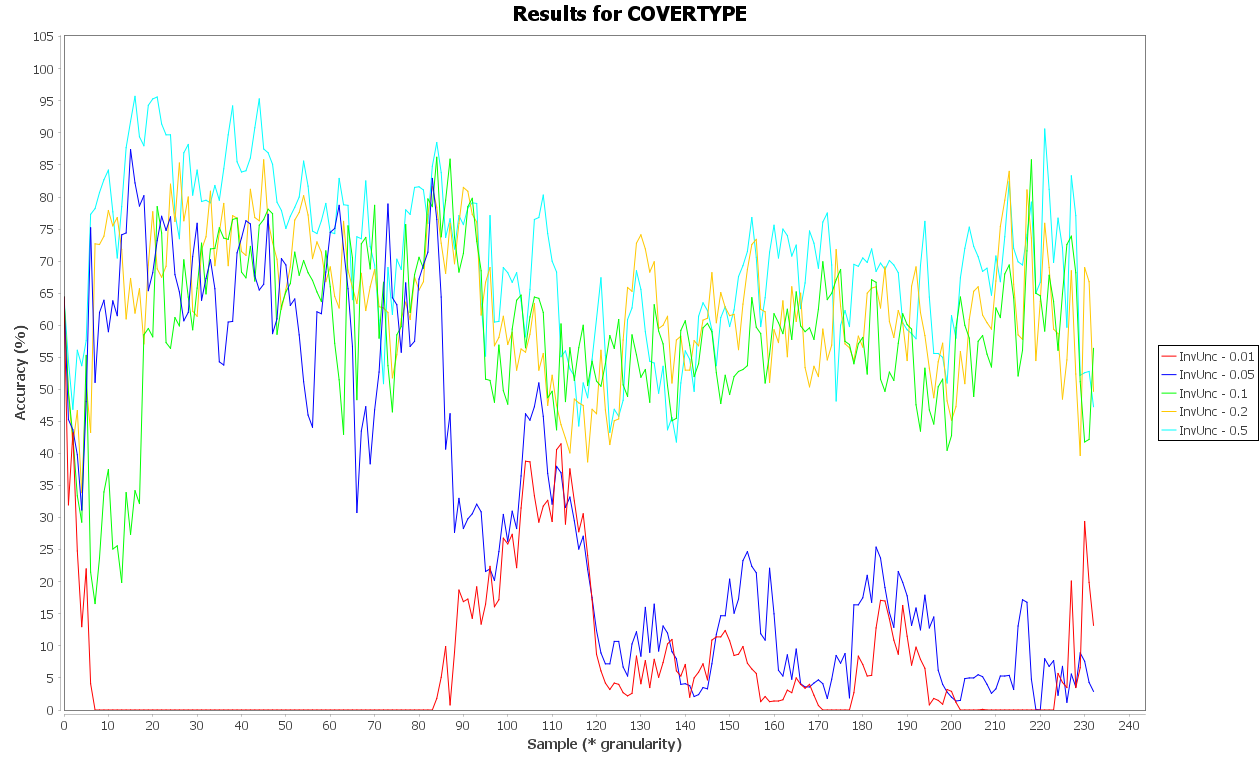 Results for COVERTYPE
Accuracy (%)
105
100
95
90
85
80
75
70
65
60
55
50
45
40
35
30
25
20
15
10
5
0
0 10 20 30 40 50 60 70 80 90 100 110 120 130 140 150 160 170 180 190 200 210 220 230 240
Sample (* granularity)
InvUnc - 0.01
InvUnc - 0.05
InvUnc - 0.1
InvUnc - 0.2
InvUnc - 0.5